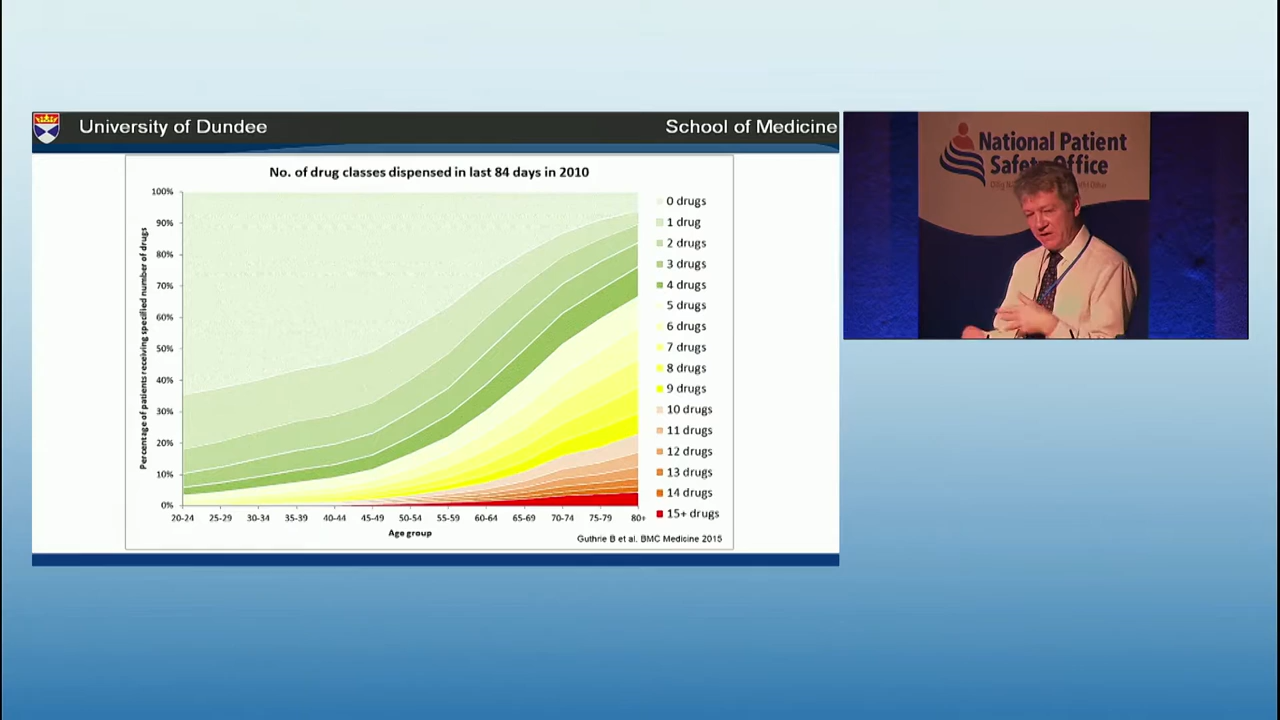 University of Dundee
School of Medicine
No. of drug classes dispensed in last 84 days in 2010
Percentage of patients receiving specified number of drugs
100%
90%
80%
70%
60%
50%
40%
30%
20%
10%
0%
20-24 25-29 30-34 35-39 40-44 45-49 50-54 55-59 60-64 65-69 70-74 75-79 80+
Age group
0 drugs
1 drug
2 drugs
3 drugs
4 drugs
5 drugs
6 drugs
7 drugs
8 drugs
9 drugs
10 drugs
11 drugs
12 drugs
13 drugs
14 drugs
15+ drugs
Guthrie B et al. BMC Medicine 2015
National Patient
Safety Office